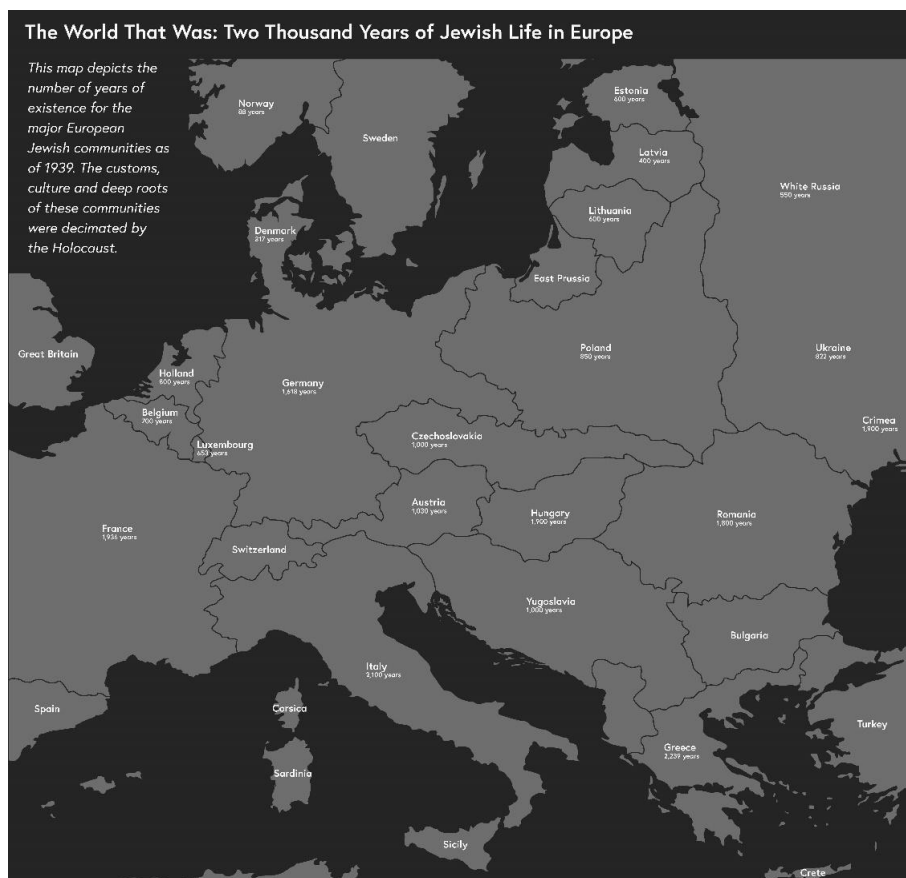 The World That Was: Two Thousand Years of Jewish Life in Europe
This map depicts the
number of years of
existence for the
major European
Jewish communities as
of 1939. The customs,
culture and deep roots
of these communities
were decimated by
the Holocaust.
Norway
88 years
Sweden
Estonia
600 years
Latvia
400 years
White Russia
550 years
Lithuania
600 years
Denmark
217 years
East Prussia
Great Britain
Holland
800 years
Poland
850 years
Ukraine
822 years
Germany
1,618 years
Belgium
700 years
Crimea
1,900 years
Luxembourg
653 years
Czechoslovakia
1,000 years
Austria
1,030 years
Hungary
1,900 years
Romania
1,800 years
France
1,934 years
Switzerland
Yugoslavia
1,000 years
Bulgaria
Italy
2,100 years
Spain
Corsica
Turkey
Greece
2,239 years
Sardinia
Sicily
Crete